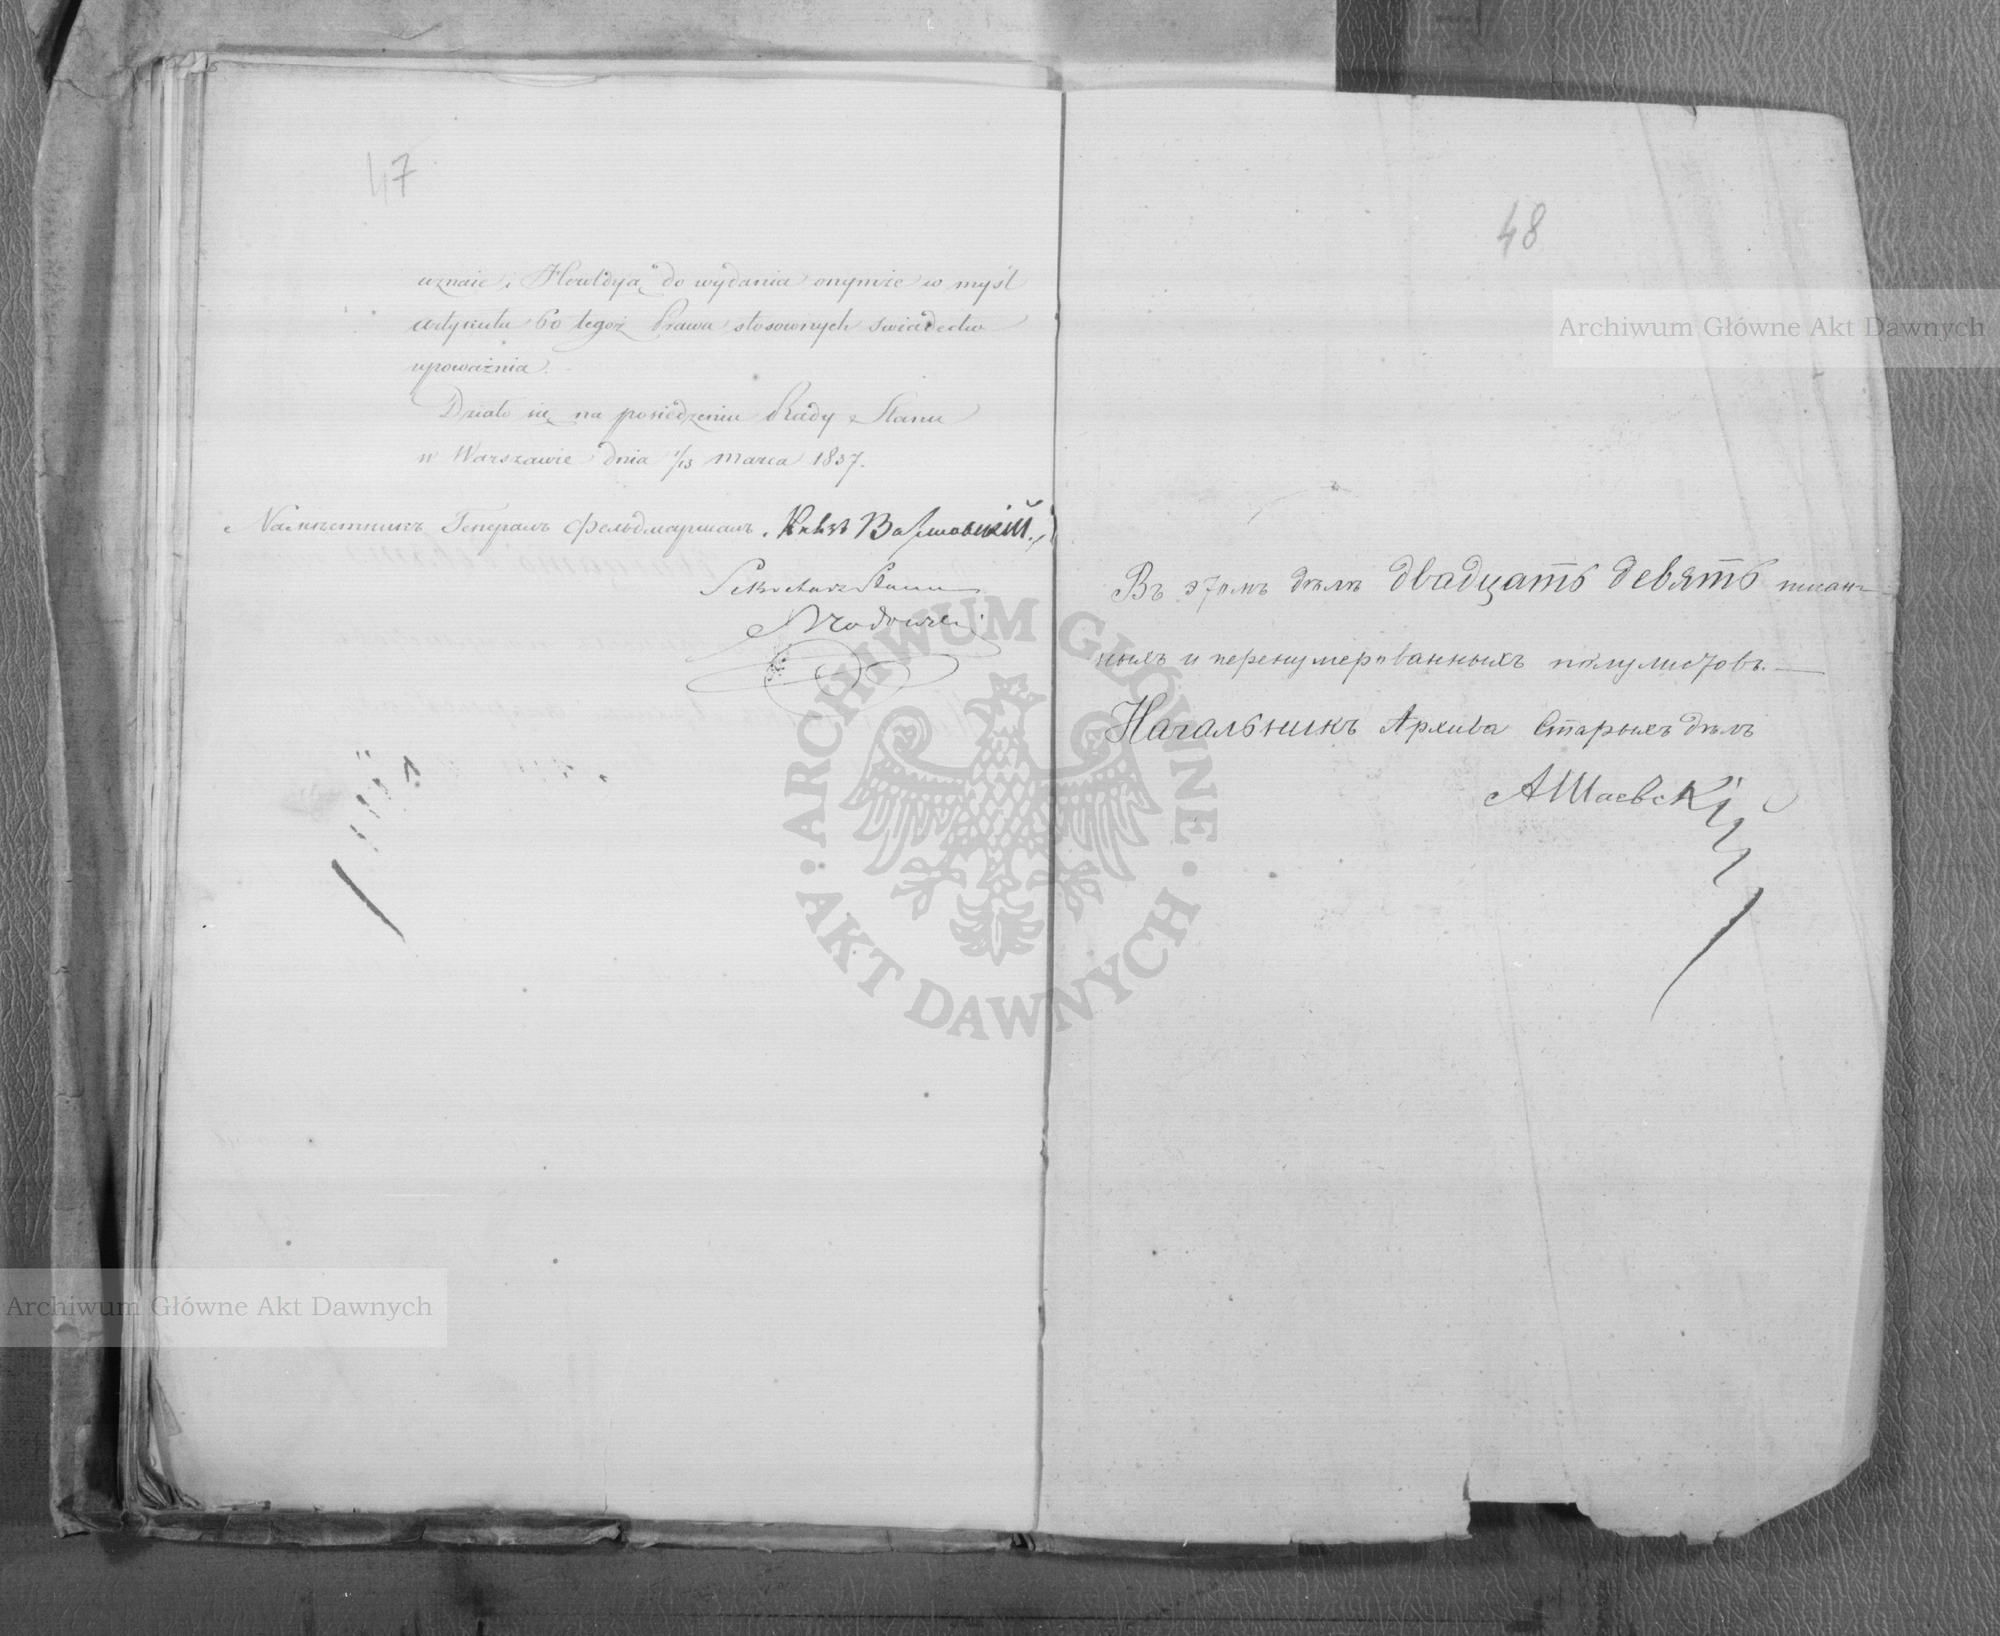 47
uznaie i Heroldyą do wydania onymże w myśl
artykułu 60 tegoż Prawa stosownych świadectw
upoważnia.
Działo się na posiedzeniu Rady Stanu
w Warszawie dnia 1/13 Marca 1837.
Намѣстникъ Генералъ Фельдмаршалъ, Князь Варшавскій.
Sekretarz Stanu
48
Въ этомъ дѣлѣ двадцать девять писан-
ныхъ и перенумерованныхъ полулистовъ.—
Начальникъ Архива Старыхъ дѣлъ
АШаевскій
Archiwum Główne Akt Dawnych
Archiwum Główne Akt Dawnych
ARCHIWUM GŁÓWNE · AKT DAWNYCH ·